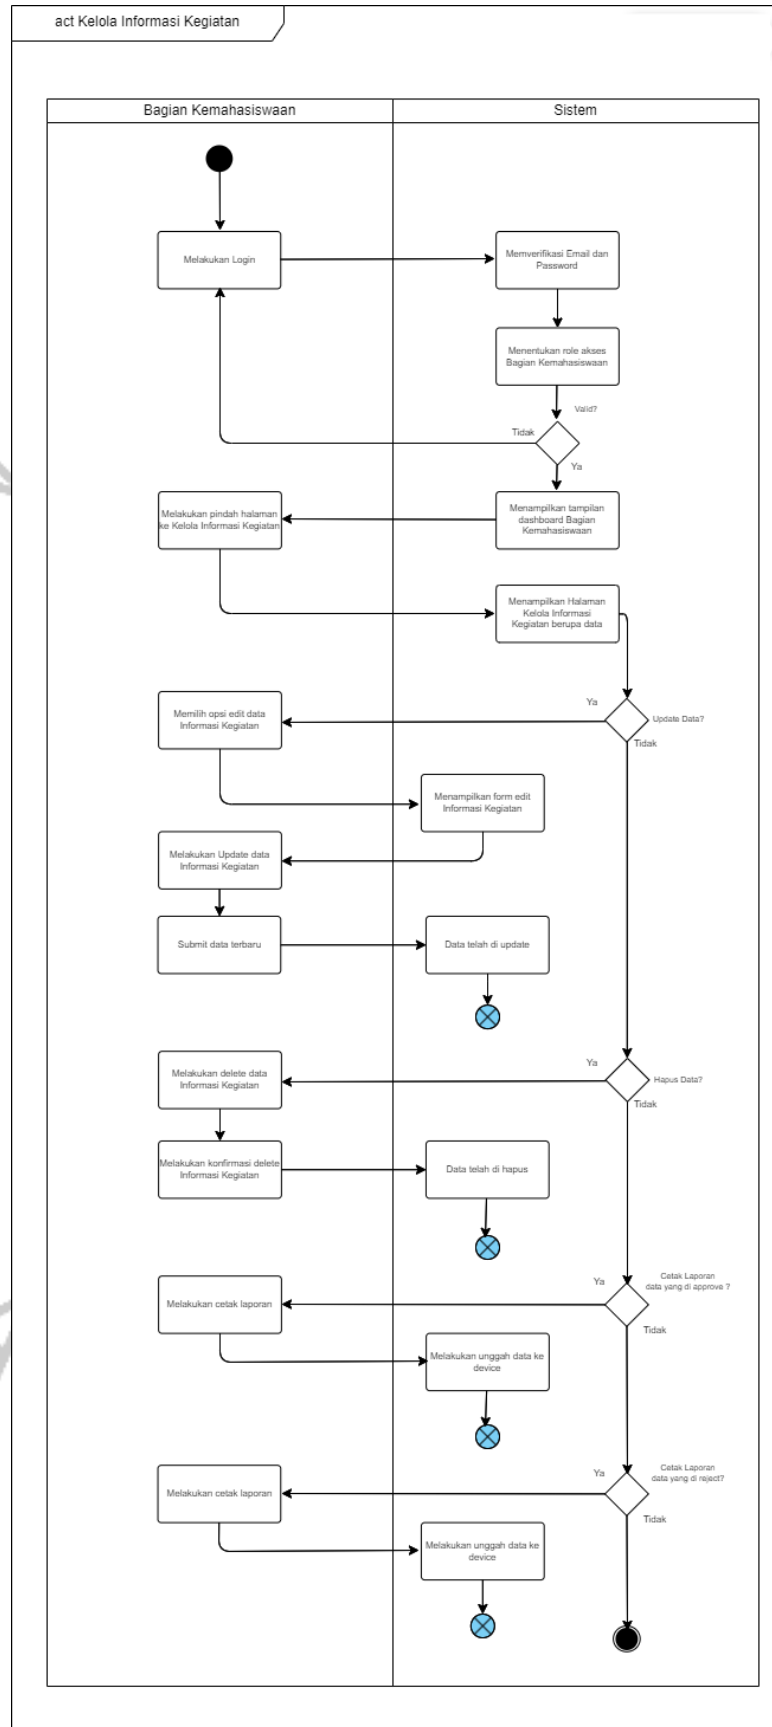 act Kelola Informasi Kegiatan
Bagian Kemahasiswaan
Sistem
Melakukan Login
Memverifikasi Email dan
Password
Menentukan role akses
Bagian Kemahasiswaan
Valid?
Tidak
Ya
Melakukan pindah halaman
ke Kelola Informasi Kegiatan
Menampilkan tampilan
dashboard Bagian
Kemahasiswaan
Menampilkan Halaman
Kelola Informasi
Kegiatan berupa data
Ya
Update Data?
Tidak
Memilih opsi edit data
Informasi Kegiatan
Menampilkan form edit
Informasi Kegiatan
Melakukan Update data
Informasi Kegiatan
Submit data terbaru
Data telah di update
Ya
Hapus Data?
Tidak
Melakukan delete data
Informasi Kegiatan
Melakukan konfirmasi delete
Informasi Kegiatan
Data telah di hapus
Cetak Laporan
data yang di approve ?
Ya
Tidak
Melakukan cetak laporan
Melakukan unggah data ke
device
Cetak Laporan
data yang di reject?
Ya
Tidak
Melakukan cetak laporan
Melakukan unggah data ke
device